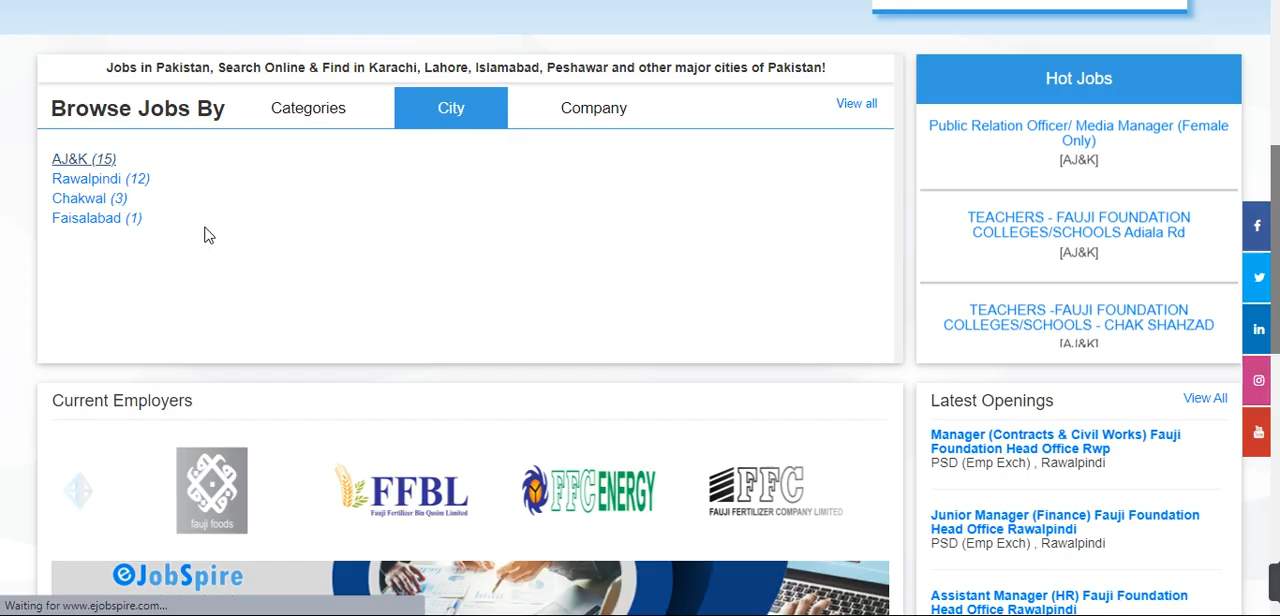 Jobs in Pakistan, Search Online & Find in Karachi, Lahore, Islamabad, Peshawar and other major cities of Pakistan!
Browse Jobs By
Categories
City
Company
View all
AJ&K (15)
Rawalpindi (12)
Chakwal (3)
Faisalabad (1)
Hot Jobs
Public Relation Officer/ Media Manager (Female
Only)
[AJ&K]
TEACHERS - FAUJI FOUNDATION
COLLEGES/SCHOOLS Adiala Rd
[AJ&K]
TEACHERS -FAUJI FOUNDATION
COLLEGES/SCHOOLS - CHAK SHAHZAD
[AJ&K]
Current Employers
fauji foods
FFBL
Fauji Fertilizer Bin Qasim Limited
FFC ENERGY
FFC
FAUJI FERTILIZER COMPANY LIMITED
eJobSpire
Latest Openings
View All
Manager (Contracts & Civil Works) Fauji
Foundation Head Office Rwp
PSD (Emp Exch) , Rawalpindi
Junior Manager (Finance) Fauji Foundation
Head Office Rawalpindi
PSD (Emp Exch) , Rawalpindi
Assistant Manager (HR) Fauji Foundation
Head Office Rawalpindi
Waiting for www.ejobspire.com...